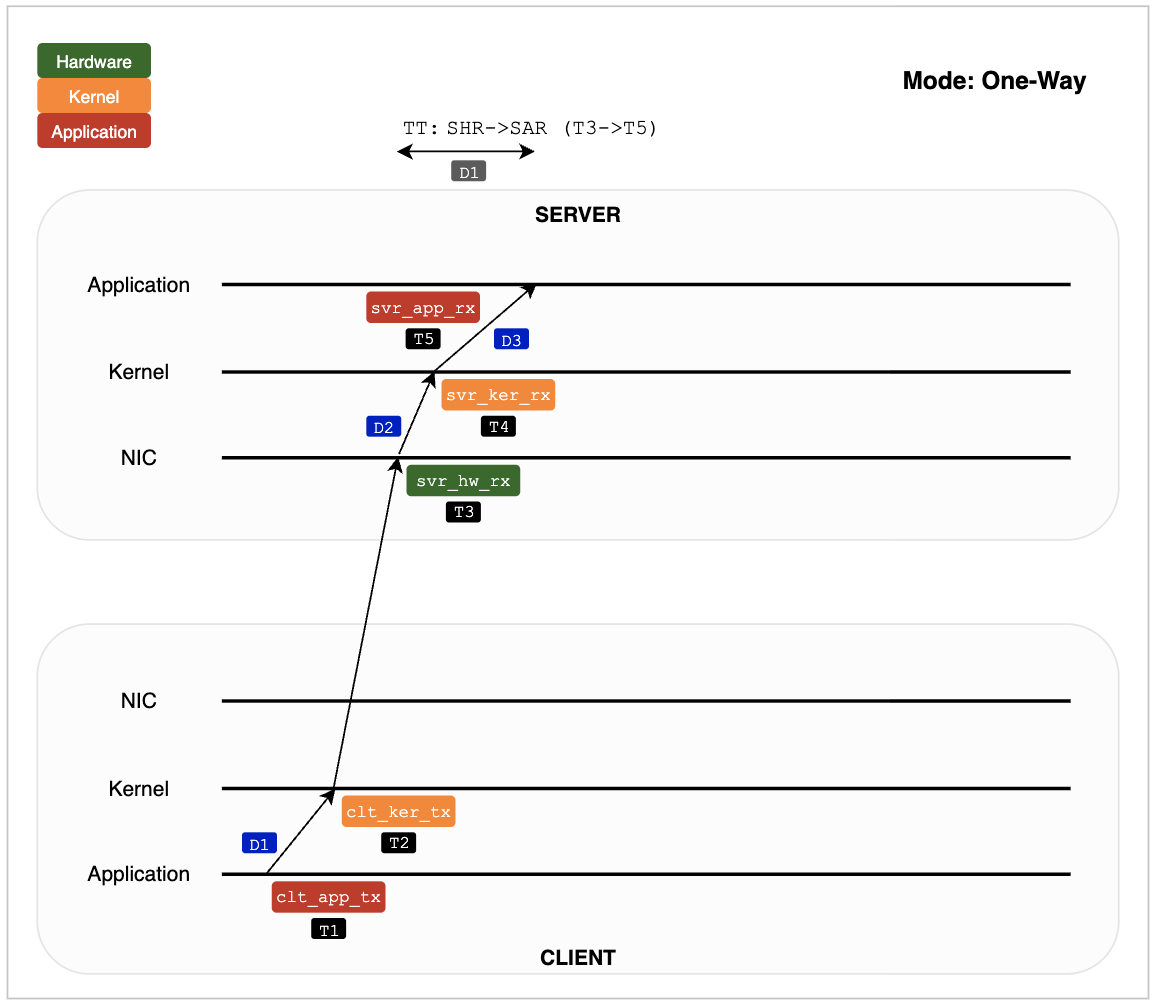 Hardware
Kernel
Application
Mode: One-Way
TT: SHR->SAR (T3->T5)
D1
SERVER
Application
svr_app_rx
T5
D3
Kernel
svr_ker_rx
D2
T4
NIC
svr_hw_rx
T3
NIC
Kernel
clt_ker_tx
D1
T2
Application
clt_app_tx
T1
CLIENT